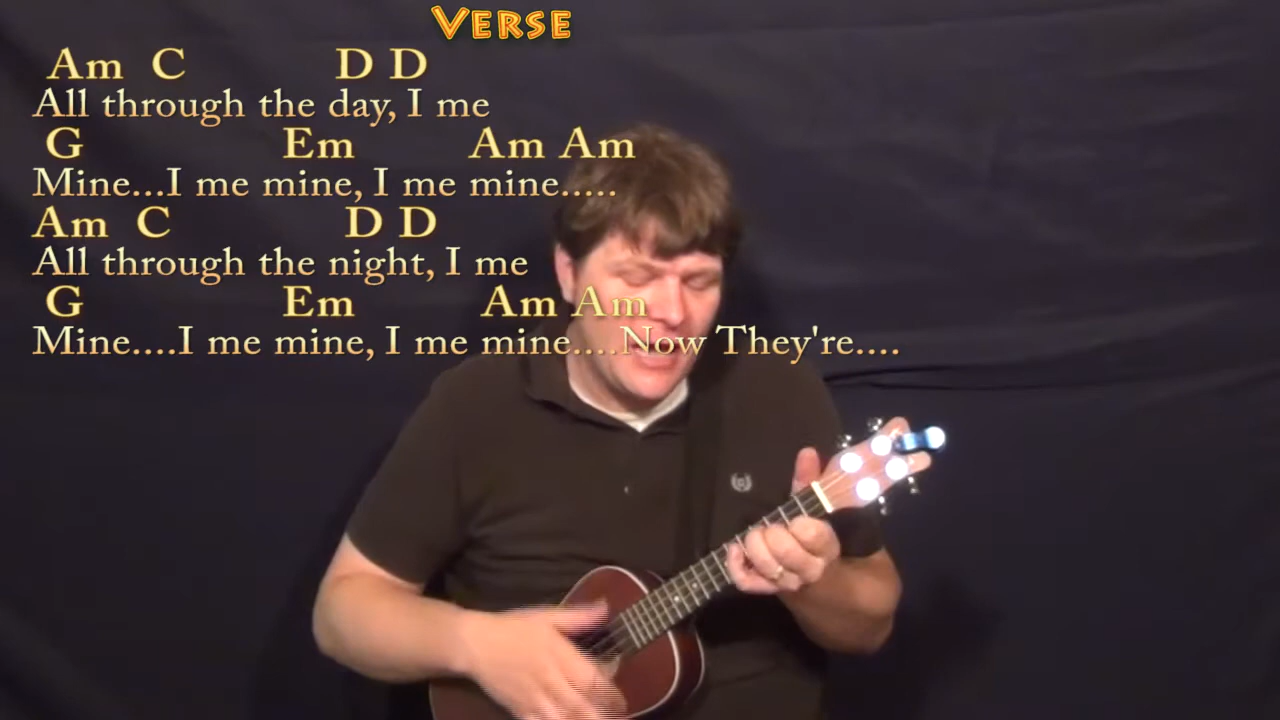 VERSE
Am C D D
All through the day, I me
G Em Am Am
Mine...I me mine, I me mine.....
Am C D D
All through the night, I me
G Em Am Am
Mine....I me mine, I me mine....Now They're....